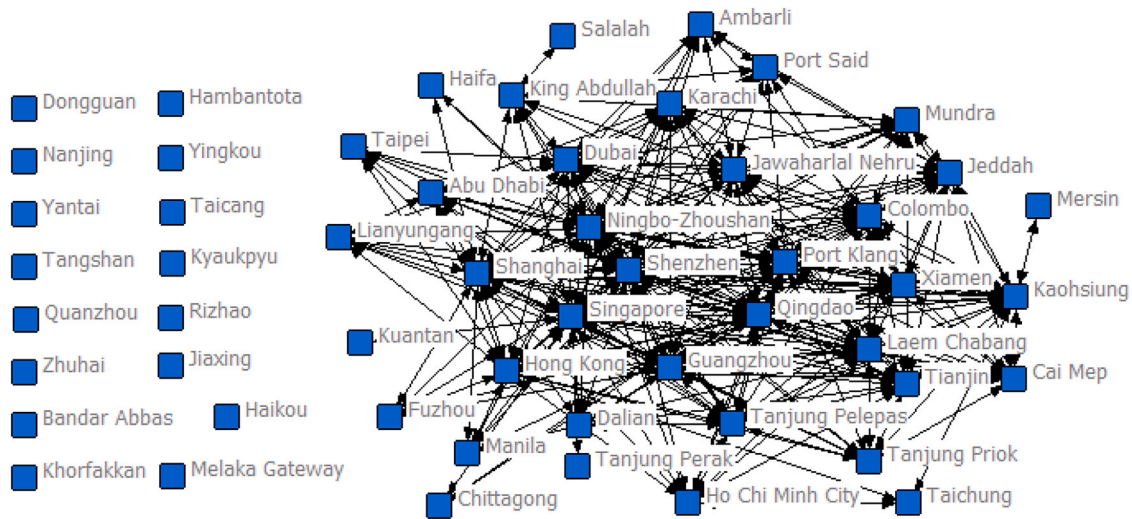 Ambarli
Salalah
Port Said
Haifa
King Abdullah
Karachi
Dongguan
Hambantota
Mundra
Taipei
Dubai
Jawaharlal Nehru
Jeddah
Nanjing
Yingkou
Abu Dhabi
Mersin
Yantai
Taicang
Lianyungang
Ningbo-Zhoushan
Colombo
Tangshan
Kyaukpyu
Shanghai
Shenzhen
Port Klang
Xiamen
Kaohsiung
Quanzhou
Rizhao
Singapore
Qingdao
Kuantan
Laem Chabang
Zhuhai
Jiaxing
Hong Kong
Guangzhou
Tianjin
Cai Mep
Bandar Abbas
Haikou
Fuzhou
Dalian
Tanjung Pelepas
Manila
Tanjung Perak
Tanjung Priok
Khorfakkan
Melaka Gateway
Chittagong
Ho Chi Minh City
Taichung